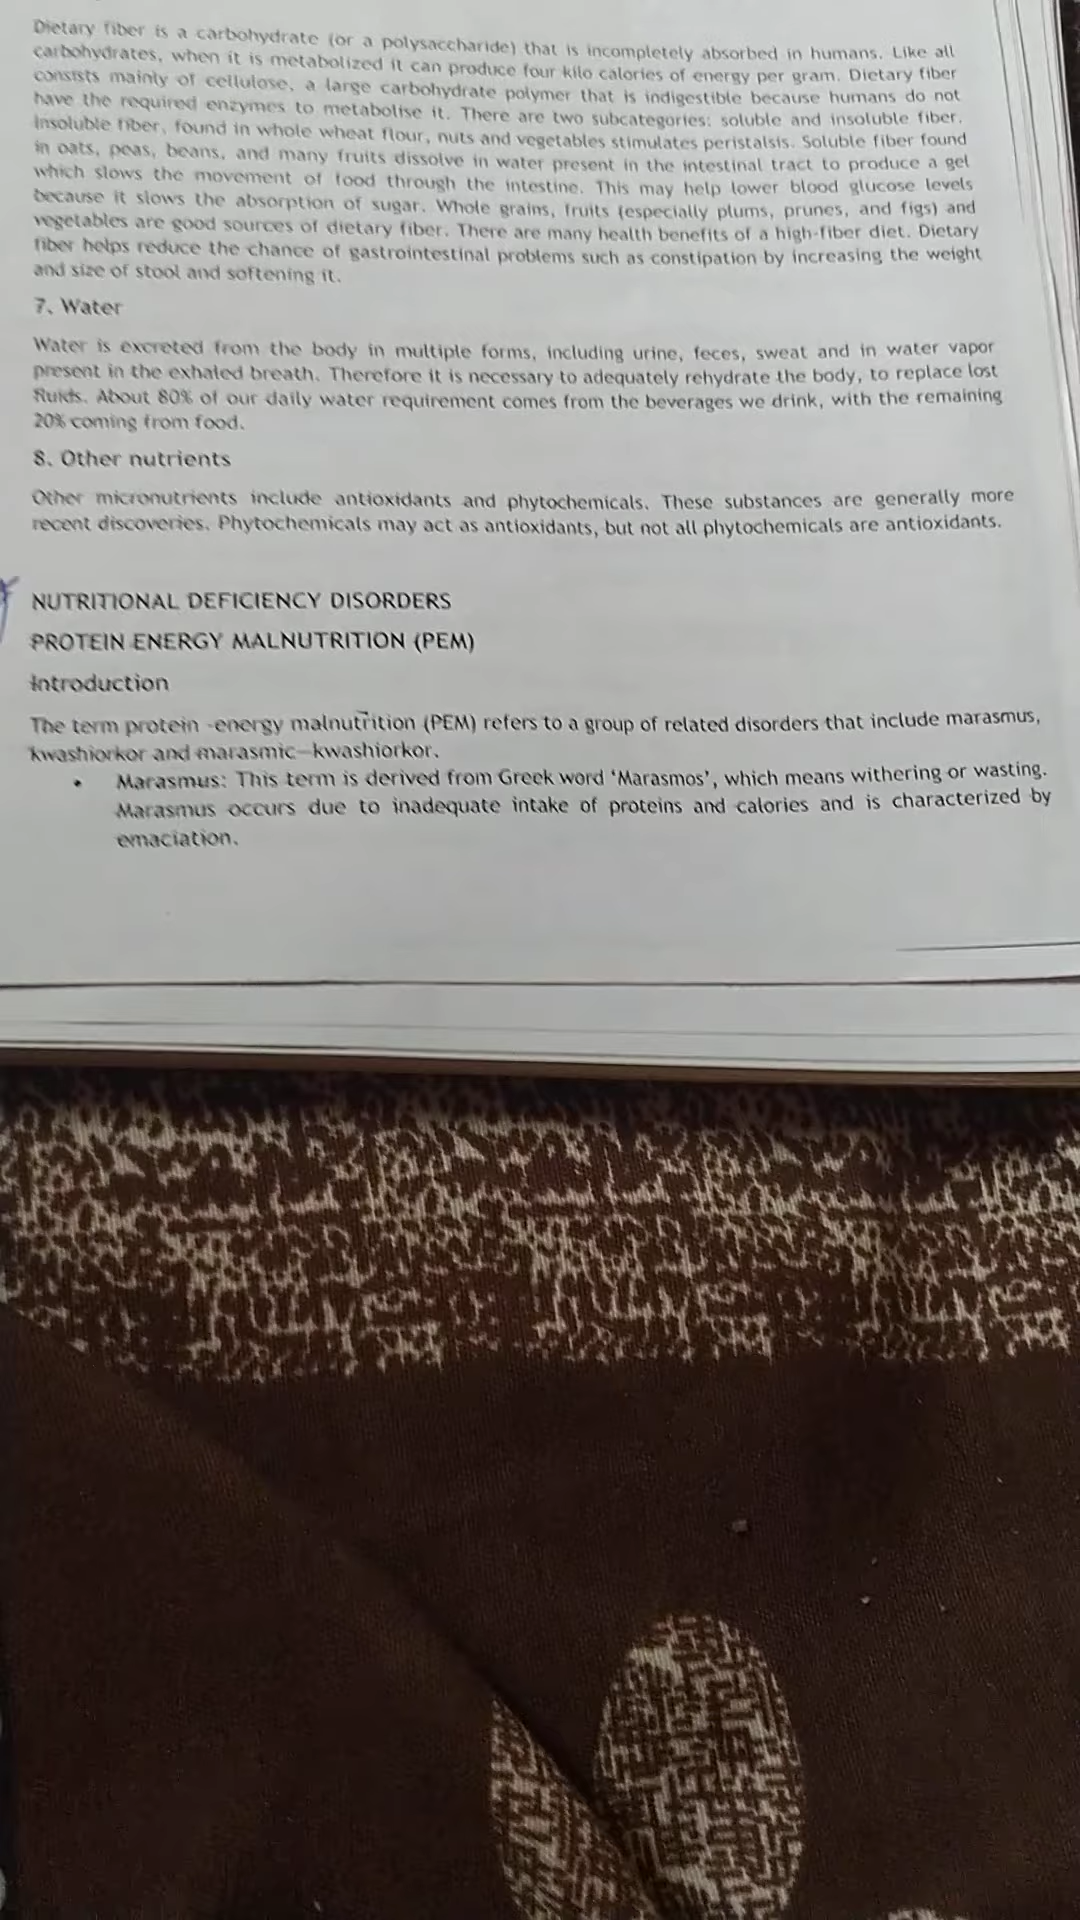 Dietary fiber is a carbohydrate (or a polysaccharide) that is incompletely absorbed in humans. Like all
carbohydrates, when it is metabolized it can produce four kilo calories of energy per gram. Dietary fiber
consists mainly of cellulose, a large carbohydrate polymer that is indigestible because humans do not
have the required enzymes to metabolise it. There are two subcategories: soluble and insoluble fiber.
Insoluble fiber, found in whole wheat flour, nuts and vegetables stimulates peristalsis. Soluble fiber found
in oats, peas, beans, and many fruits dissolve in water present in the intestinal tract to produce a gel
which slows the movement of food through the intestine. This may help lower blood glucose levels
because it slows the absorption of sugar. Whole grains, fruits (especially plums, prunes, and figs) and
vegetables are good sources of dietary fiber. There are many health benefits of a high-fiber diet. Dietary
fiber helps reduce the chance of gastrointestinal problems such as constipation by increasing the weight
and size of stool and softening it.
7. Water
Water is excreted from the body in multiple forms, including urine, feces, sweat and in water vapor
present in the exhaled breath. Therefore it is necessary to adequately rehydrate the body, to replace lost
fluids. About 80% of our daily water requirement comes from the beverages we drink, with the remaining
20% coming from food.
8. Other nutrients
Other micronutrients include antioxidants and phytochemicals. These substances are generally more
recent discoveries. Phytochemicals may act as antioxidants, but not all phytochemicals are antioxidants.
NUTRITIONAL DEFICIENCY DISORDERS
PROTEIN ENERGY MALNUTRITION (PEM)
Introduction
The term protein -energy malnutrition (PEM) refers to a group of related disorders that include marasmus,
kwashiorkor and marasmic-kwashiorkor.
• Marasmus: This term is derived from Greek word 'Marasmos', which means withering or wasting.
Marasmus occurs due to inadequate intake of proteins and calories and is characterized by
emaciation.